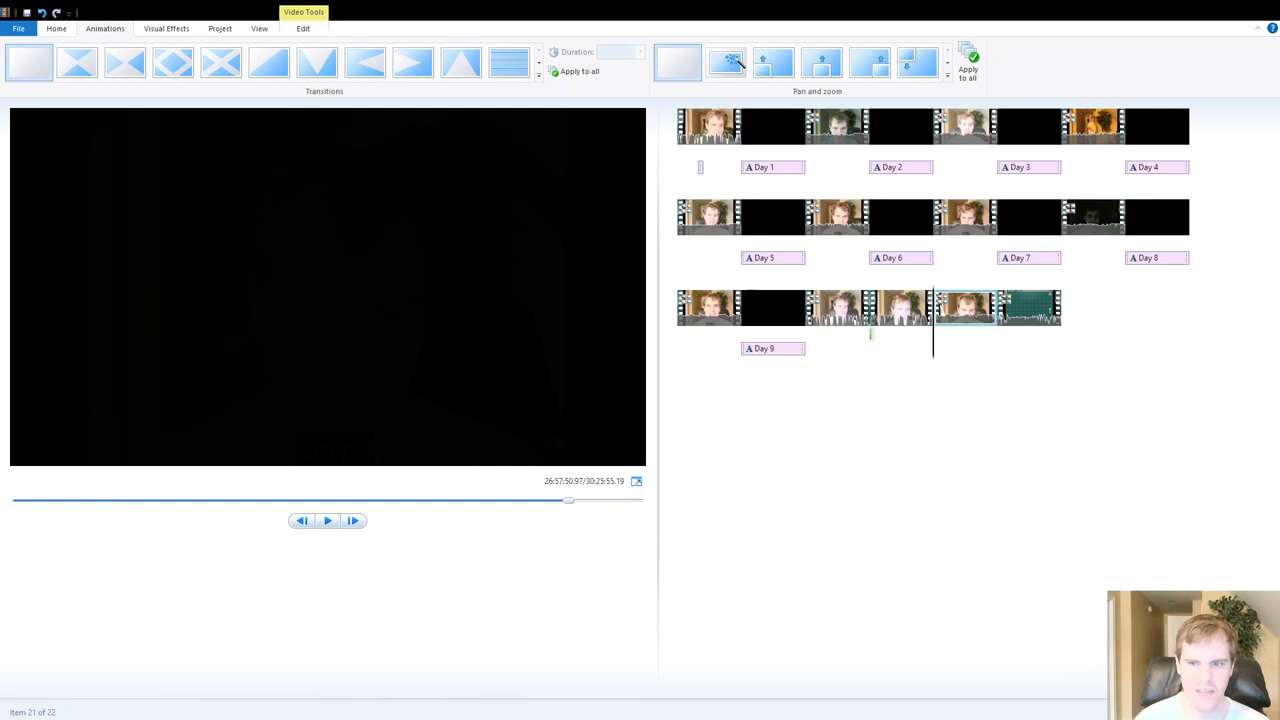 Video Tools
File Home Animations Visual Effects Project View Edit
Duration:
Apply to all
Apply
to all
Transitions
Pan and zoom
A Day 1
A Day 2
A Day 3
A Day 4
A Day 5
A Day 6
A Day 7
A Day 8
A Day 9
26:57:50.97/30:25:55.19
Item 21 of 22